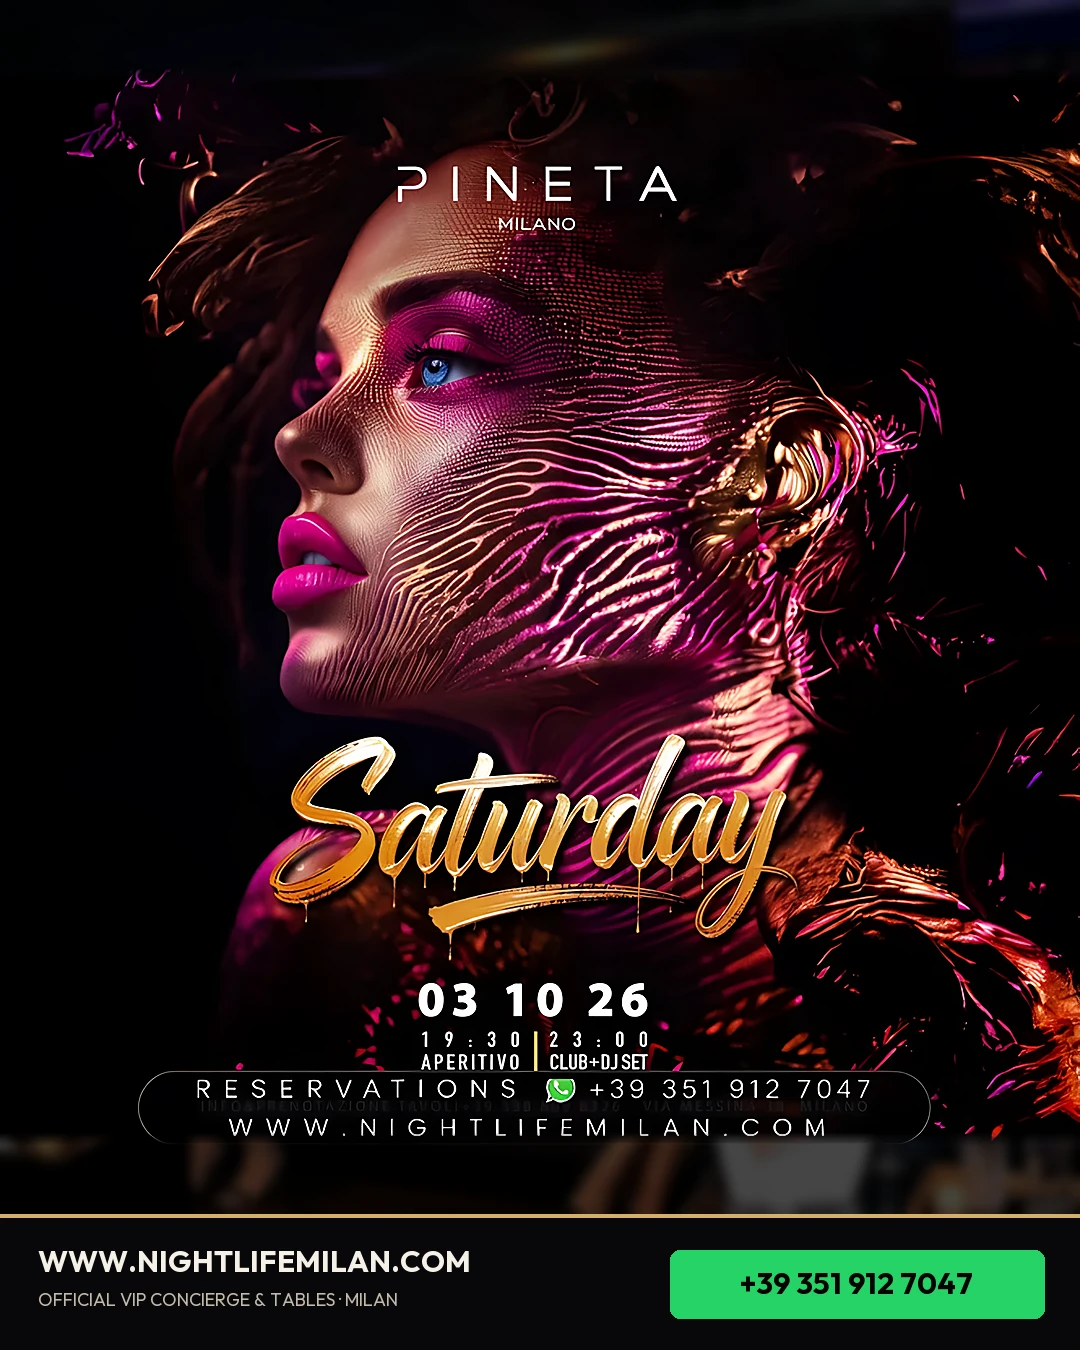 PINETA
MILANO
Saturday
03 10 26
19:30 | 23:00
APERITIVO | CLUB+DJ SET
RESERVATIONS +39 351 912 7047
WWW.NIGHTLIFEMILAN.COM
WWW.NIGHTLIFEMILAN.COM
OFFICIAL VIP CONCIERGE & TABLES · MILAN
+39 351 912 7047